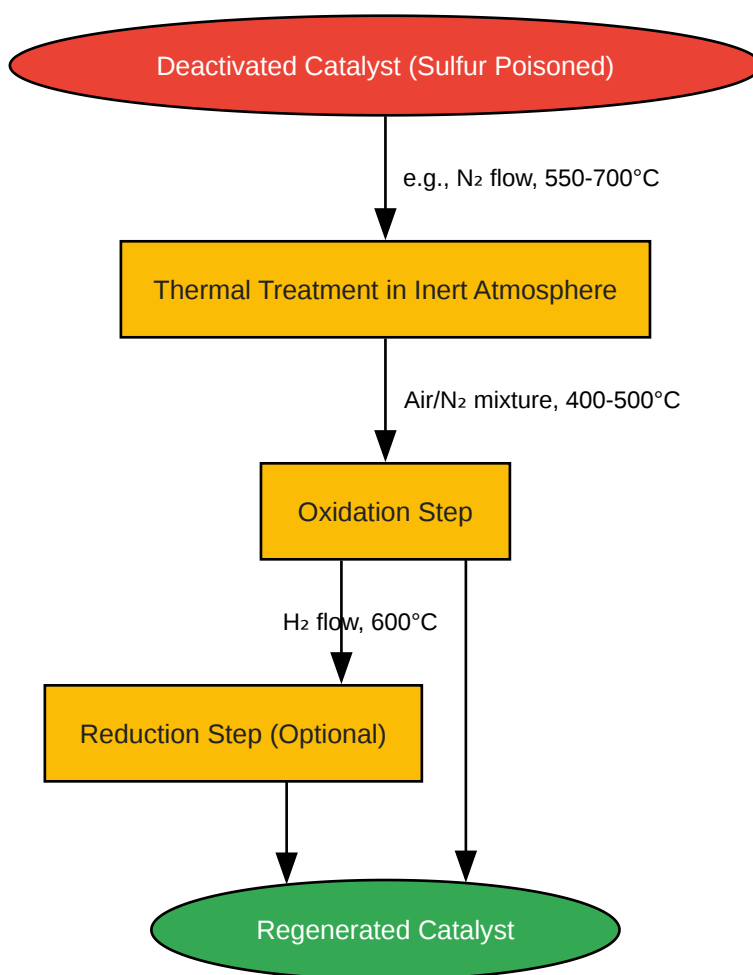 Deactivated Catalyst (Sulfur Poisoned)
e.g., N₂ flow, 550-700°C
Thermal Treatment in Inert Atmosphere
Air/N₂ mixture, 400-500°C
Oxidation Step
H₂ flow, 600°C
Reduction Step (Optional)
Regenerated Catalyst